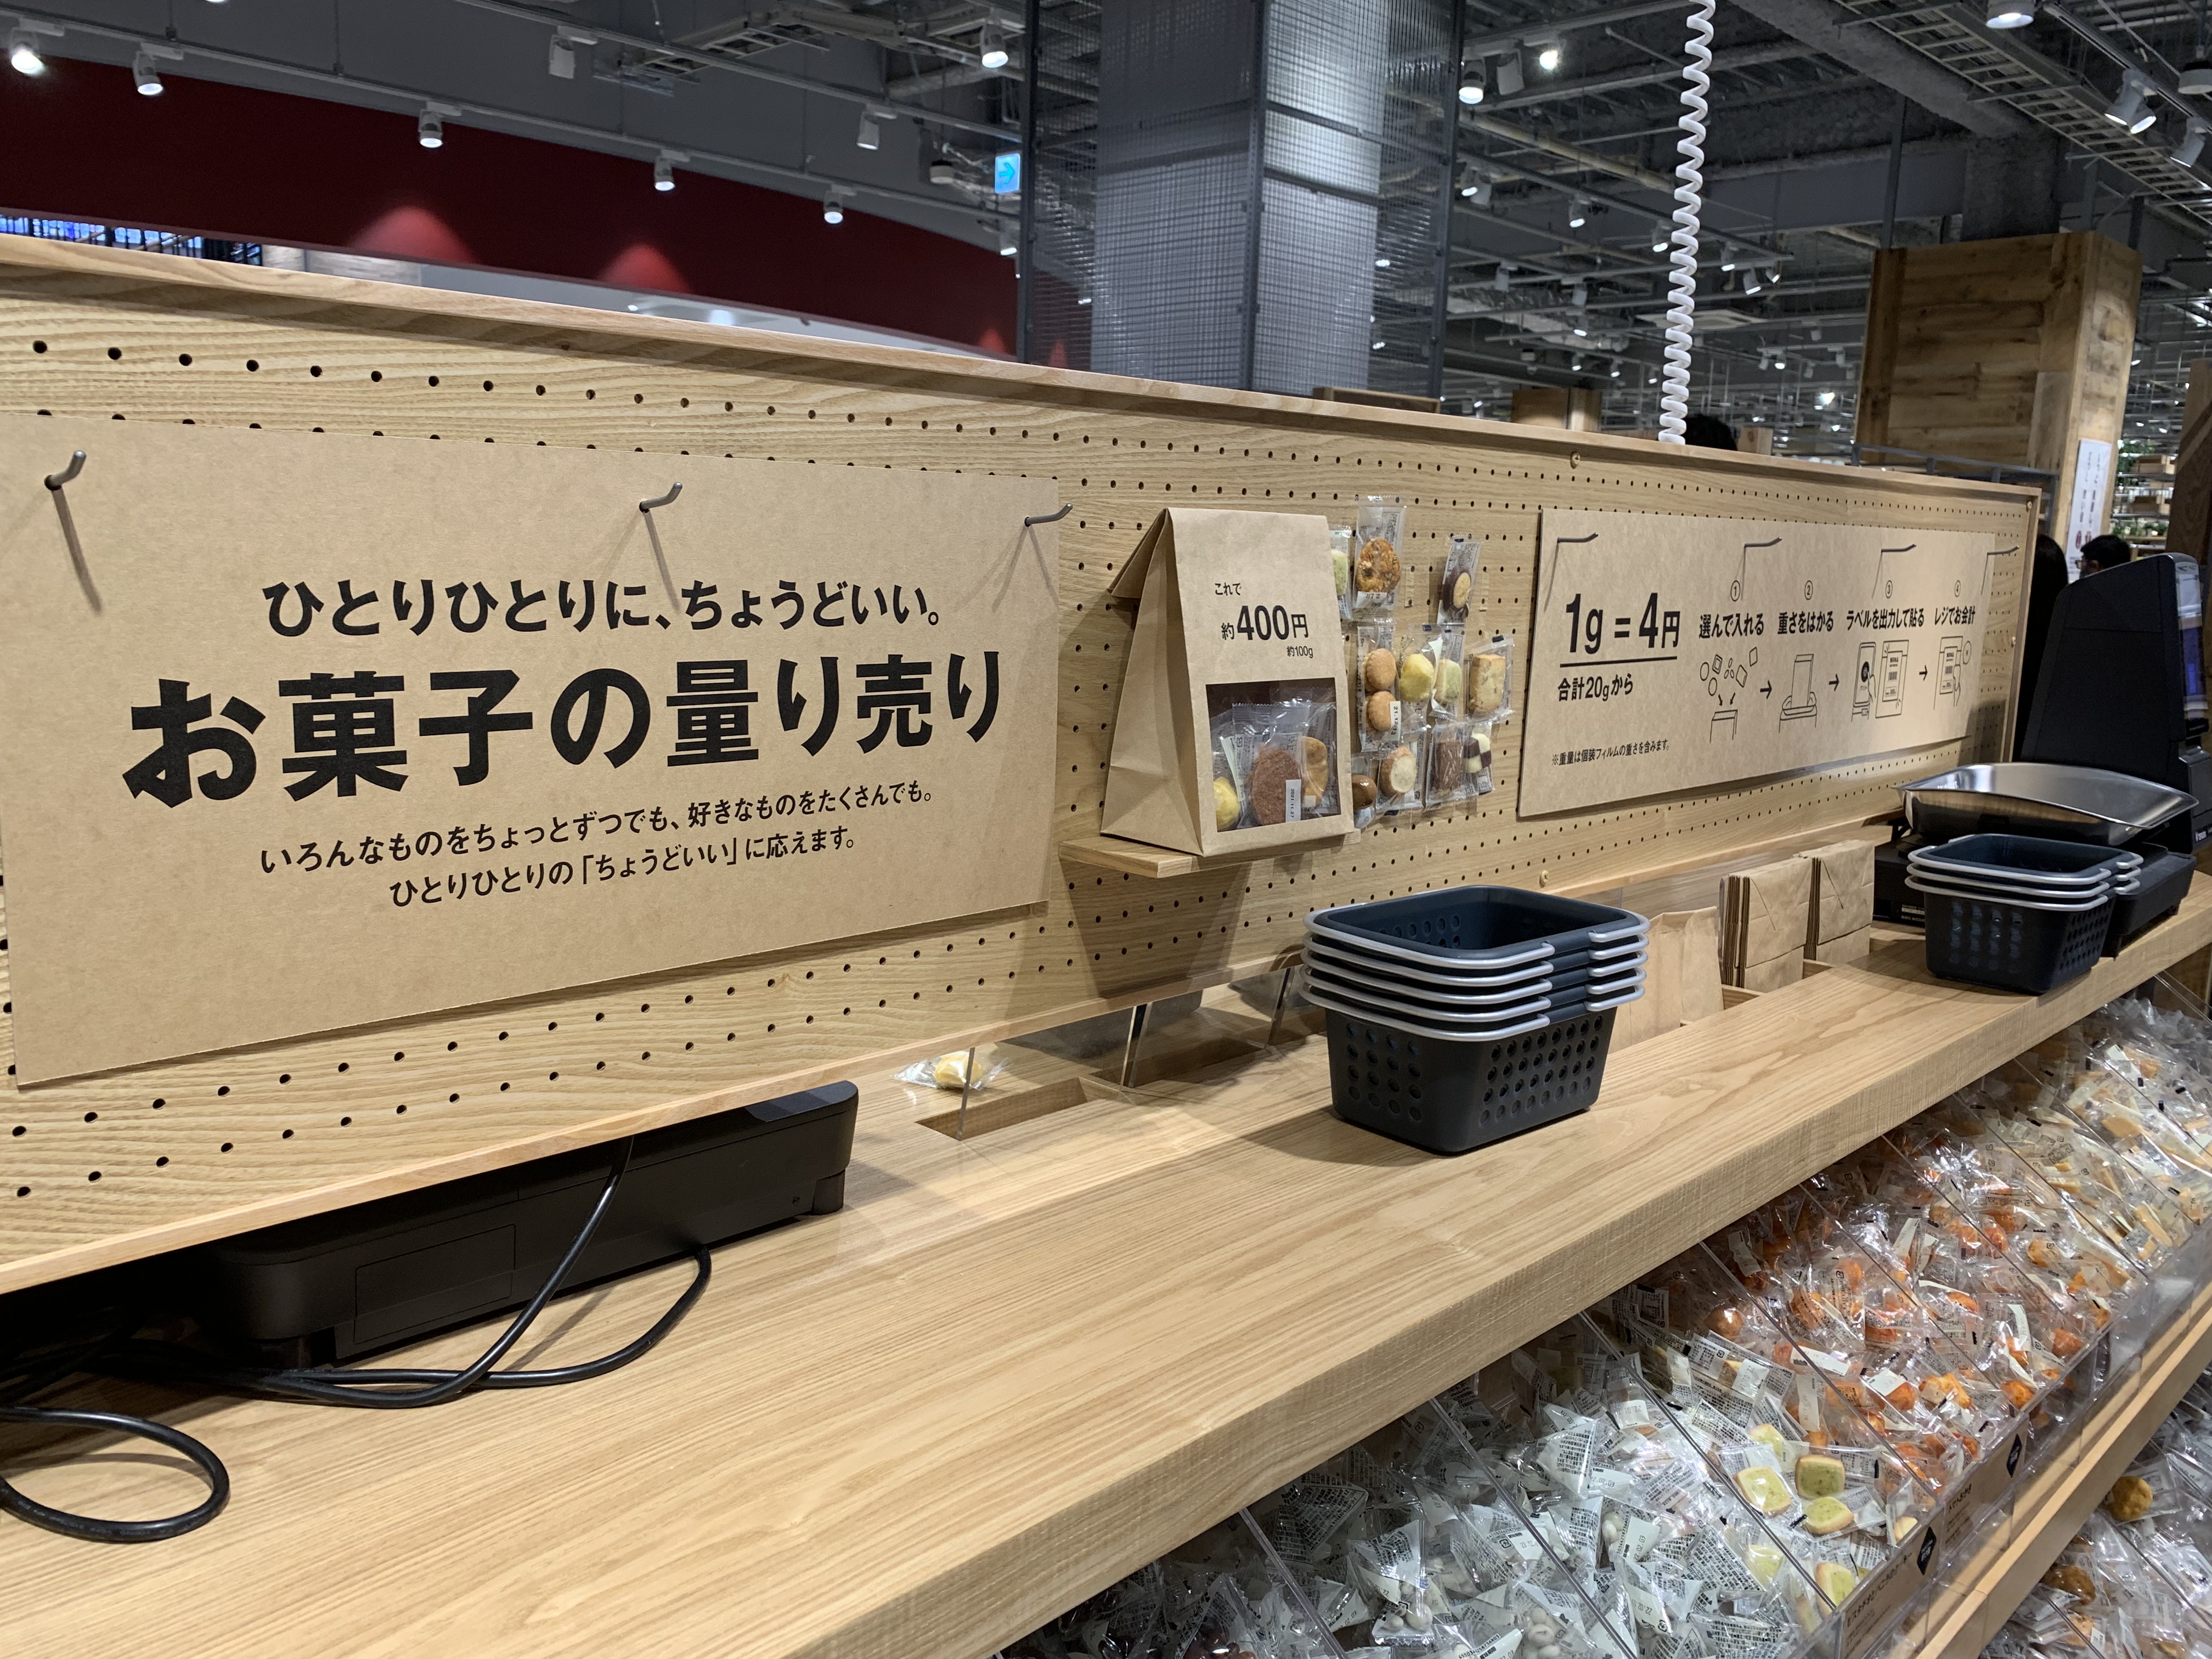 ひとりひとりに、ちょうどいい。
お菓子の量り売り
いろんなものをちょっとずつでも、好きなものをたくさんでも。
ひとりひとりの「ちょうどいい」に応えます。
これで
約400円
約100g
1g = 4円
合計20gから
※重量は個装フィルムの重さを含みます。
① ② ③ ④
選んで入れる 重さをはかる ラベルを出力して貼る レジでお会計